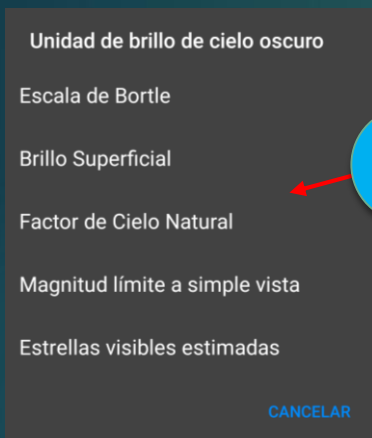 Unidad de brillo de cielo oscuro
Escala de Bortle
Brillo Superficial
Factor de Cielo Natural
Magnitud límite a simple vista
Estrellas visibles estimadas
CANCELAR